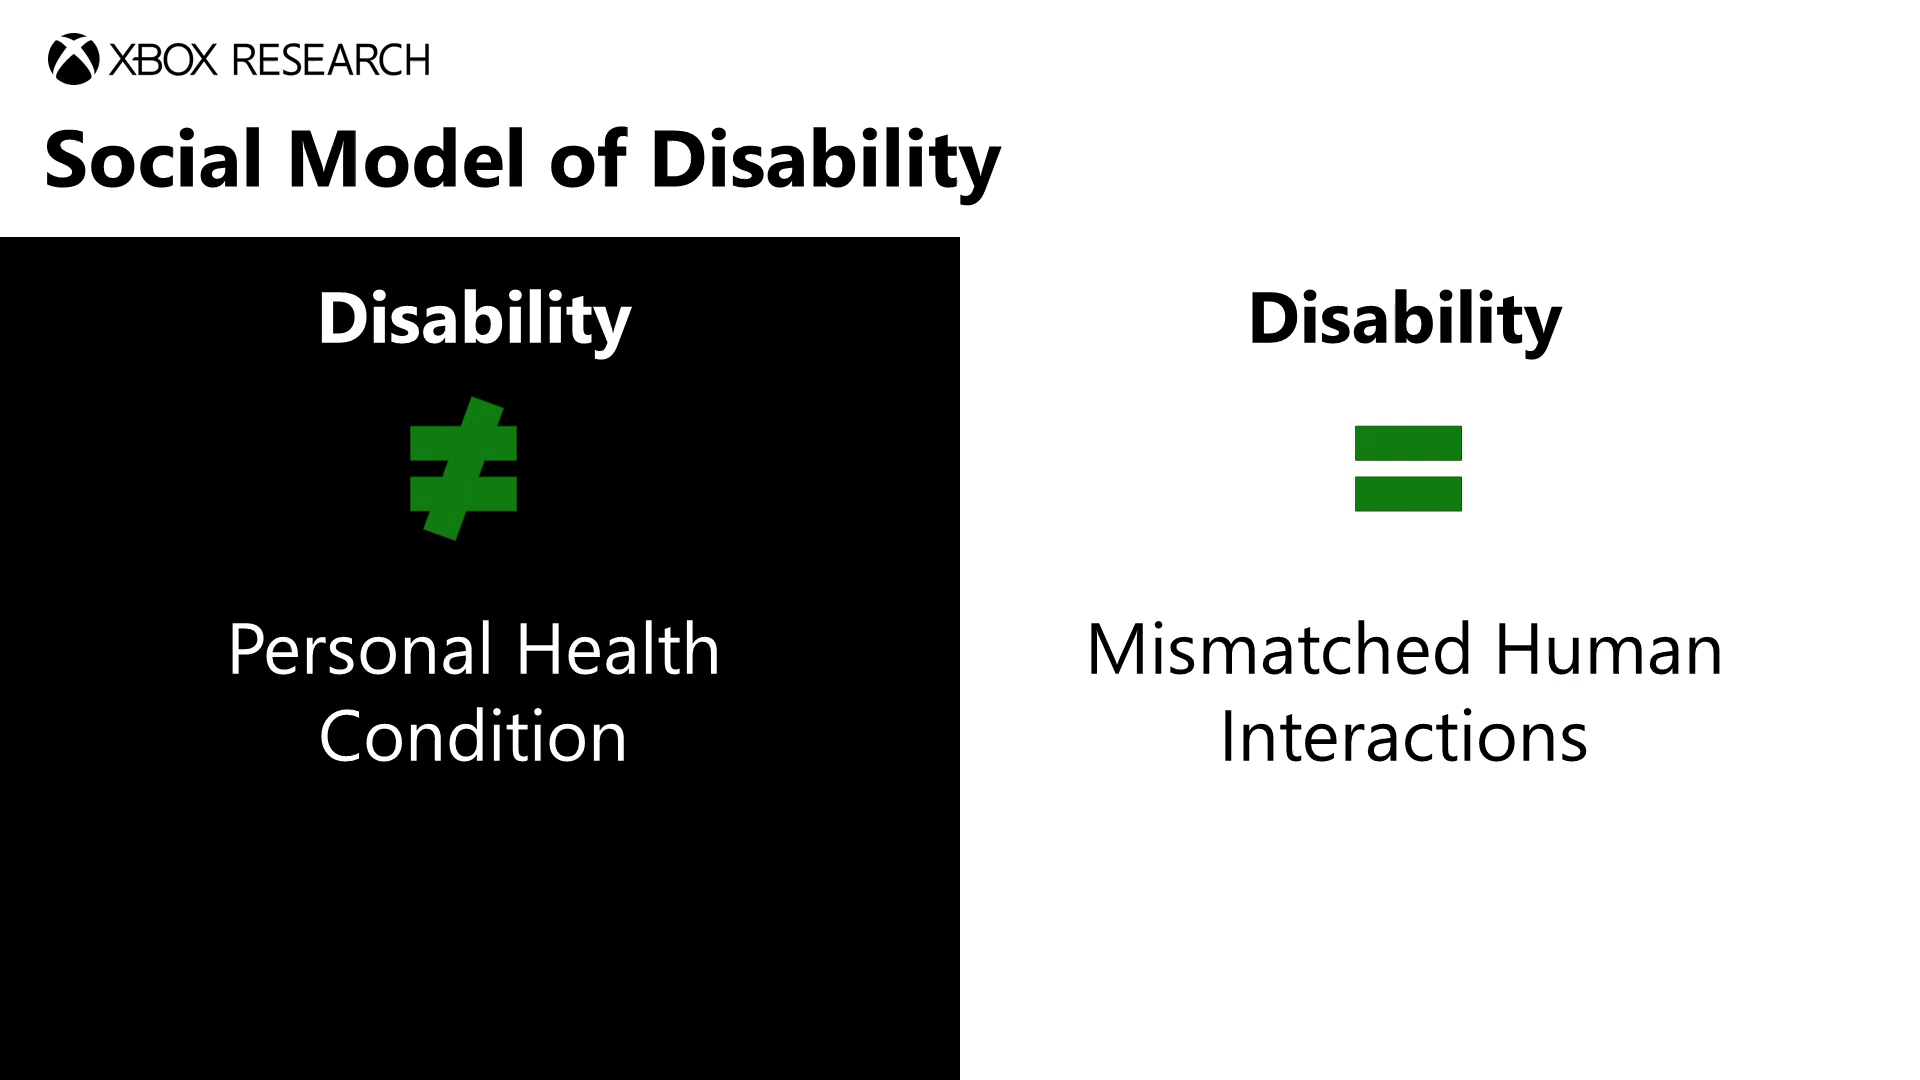 XBOX RESEARCH
Social Model of Disability
Disability
≠
Personal Health
Condition
Disability
=
Mismatched Human
Interactions